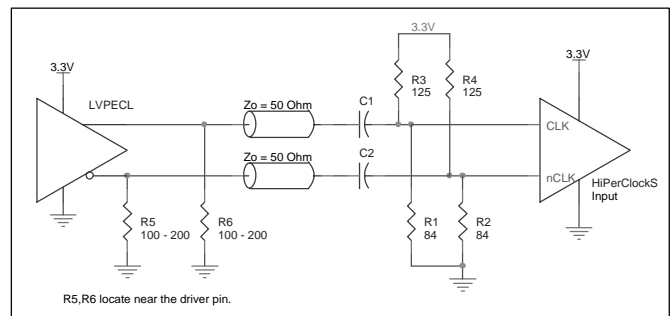 3.3V
LVPECL
R5
100 - 200
R6
100 - 200
Zo = 50 Ohm
Zo = 50 Ohm
C1
C2
3.3V
R3
125
R4
125
R1
84
R2
84
3.3V
CLK
nCLK
HiPerClockS
Input
R5,R6 locate near the driver pin.